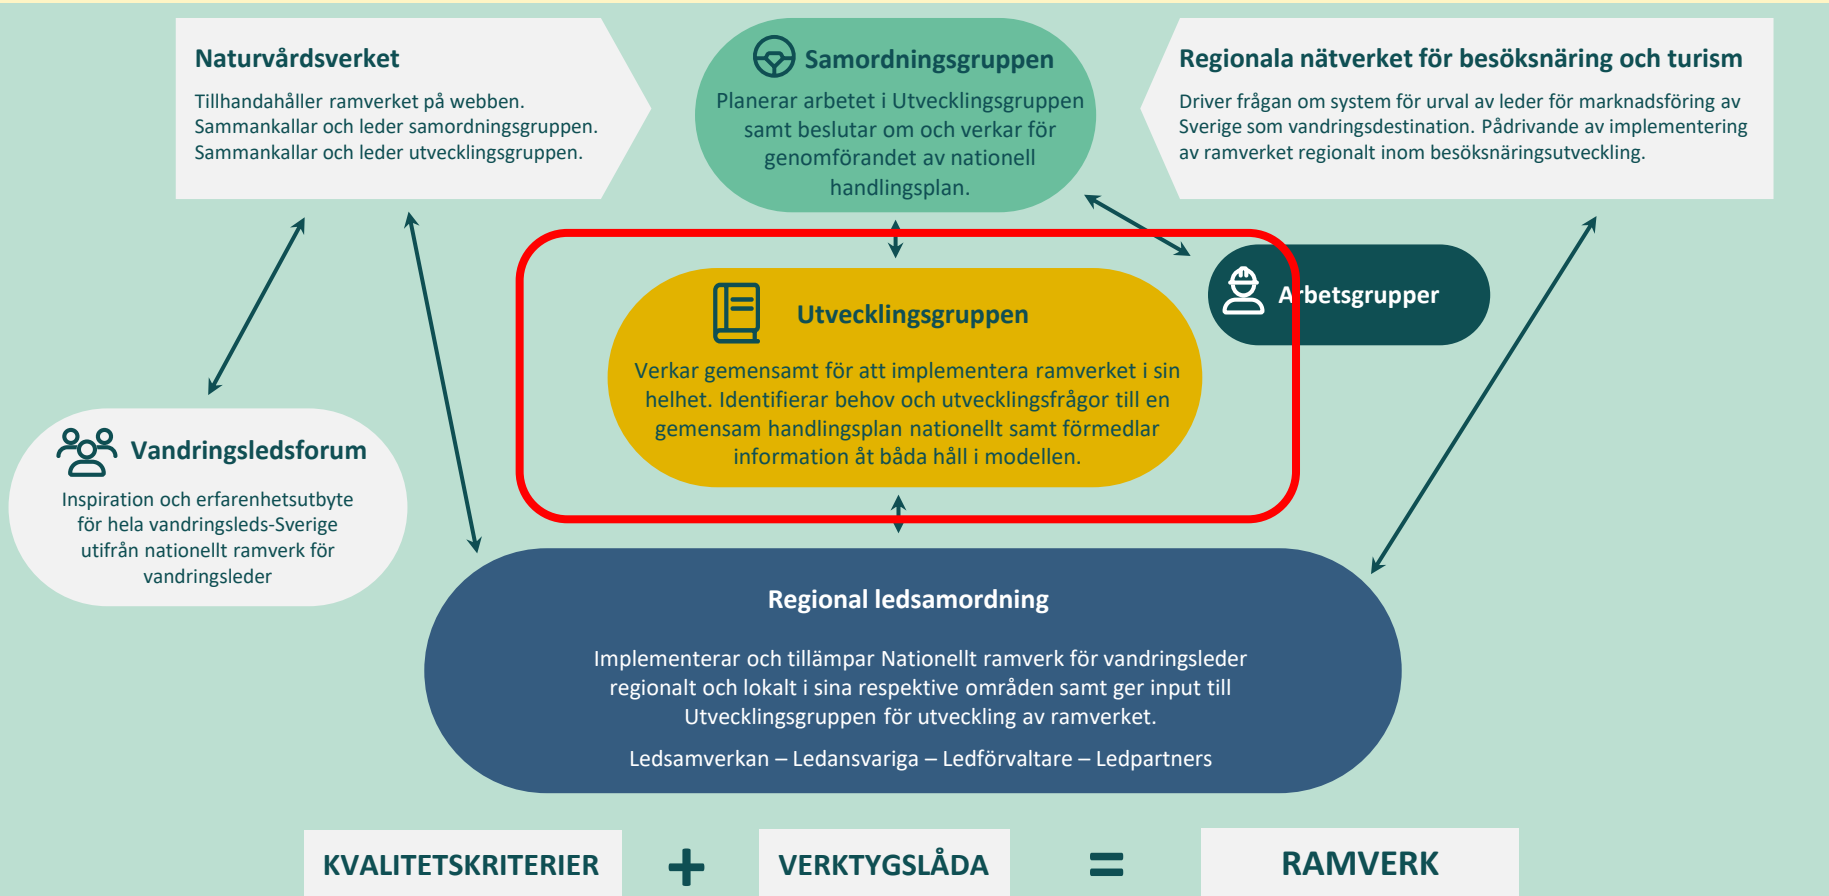 Naturvårdsverket
Tillhandahåller ramverket på webben.
Sammankallar och leder samordningsgruppen.
Sammankallar och leder utvecklingsgruppen.
Samordningsgruppen
Planerar arbetet i Utvecklingsgruppen
samt beslutar om och verkar för
genomförandet av nationell
handlingsplan.
Regionala nätverket för besöksnäring och turism
Driver frågan om system för urval av leder för marknadsföring av
Sverige som vandringsdestination. Pådrivande av implementering
av ramverket regionalt inom besöksnäringsutveckling.
Arbetsgrupper
Utvecklingsgruppen
Verkar gemensamt för att implementera ramverket i sin
helhet. Identifierar behov och utvecklingsfrågor till en
gemensam handlingsplan nationellt samt förmedlar
information åt båda håll i modellen.
Vandringsledsforum
Inspiration och erfarenhetsutbyte
för hela vandringsleds-Sverige
utifrån nationellt ramverk för
vandringsleder
Regional ledsamordning
Implementerar och tillämpar Nationellt ramverk för vandringsleder
regionalt och lokalt i sina respektive områden samt ger input till
Utvecklingsgruppen för utveckling av ramverket.
Ledsamverkan – Ledansvariga – Ledförvaltare – Ledpartners
KVALITETSKRITERIER + VERKTYGSLÅDA = RAMVERK